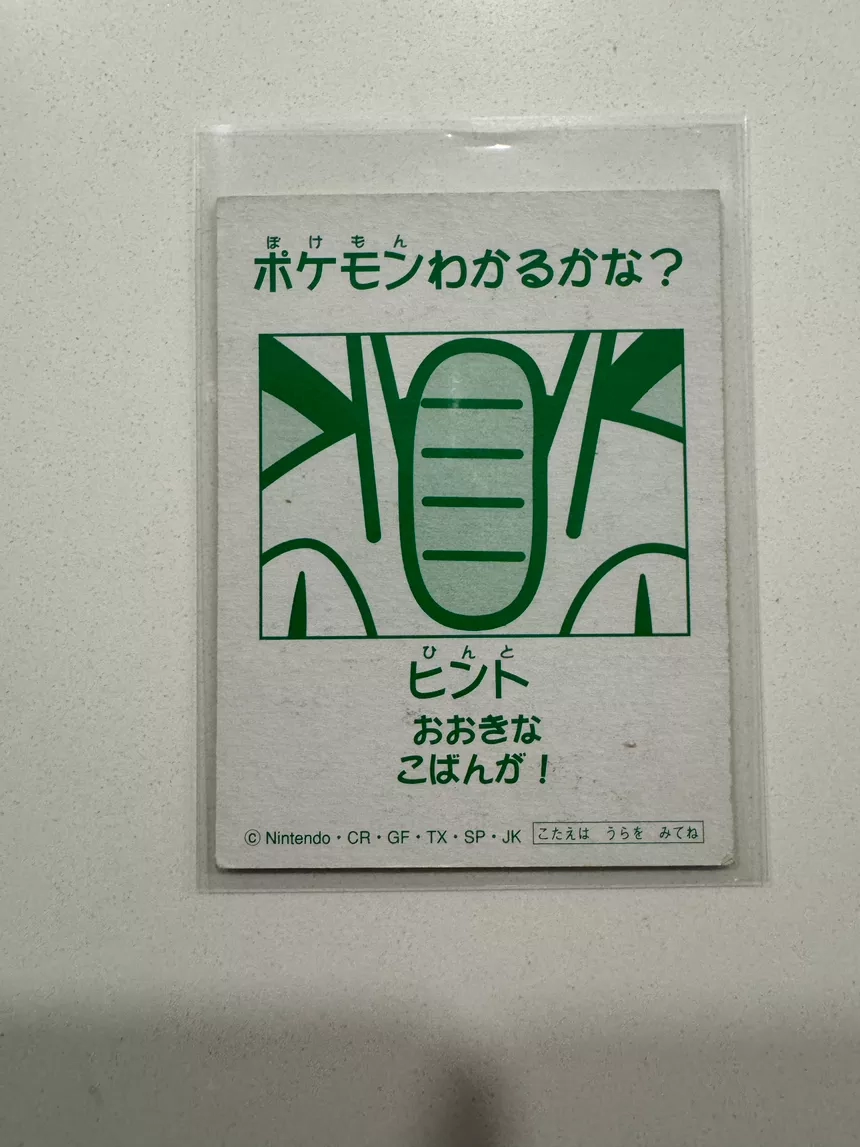 ぽけもん
ポケモンわかるかな?
ひんと
ヒント
おおきな
こばんが!
© Nintendo・CR・GF・TX・SP・JK こたえは うらを みてね